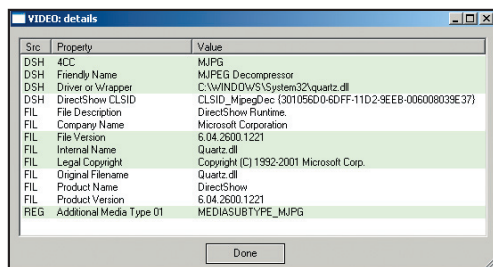 VIDEO: details
Src Property Value
DSH 4CC MJPG
DSH Friendly Name MJPEG Decompressor
DSH Driver or Wrapper C:\WINDOWS\System32\quartz.dll
DSH DirectShow CLSID CLSID_MjpegDec {301056D0-6DFF-11D2-9EEB-006008039E37}
FIL File Description DirectShow Runtime.
FIL Company Name Microsoft Corporation
FIL File Version 6.04.2600.1221
FIL Internal Name Quartz.dll
FIL Legal Copyright Copyright (C) 1992-2001 Microsoft Corp.
FIL Original Filename Quartz.dll
FIL Product Name DirectShow
FIL Product Version 6.04.2600.1221
REG Additional Media Type 01 MEDIASUBTYPE_MJPG
Done